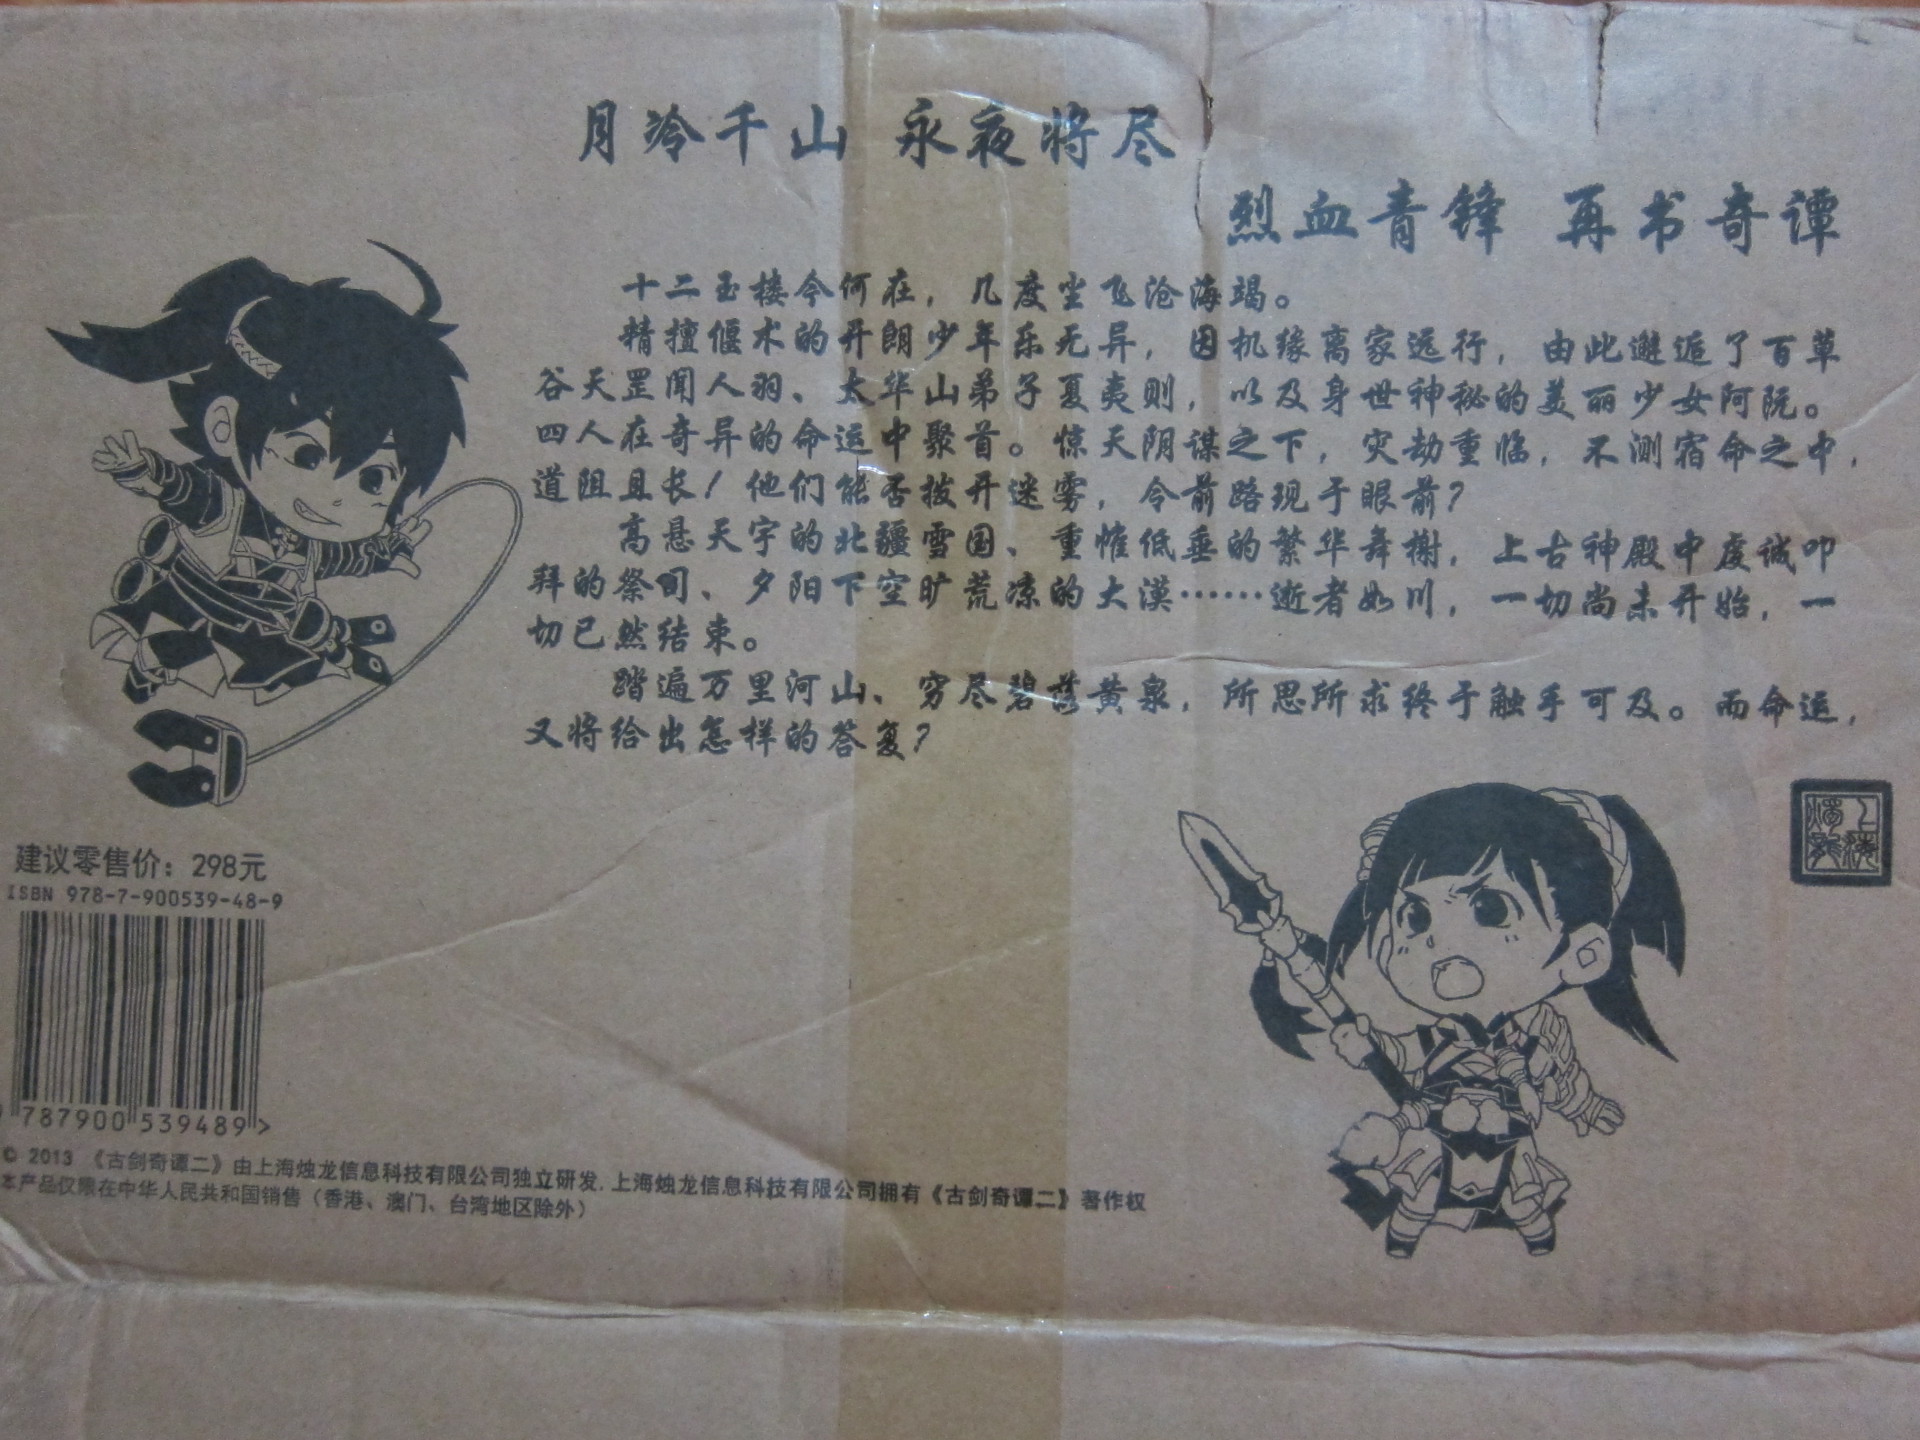 月冷千山 永夜将尽
烈血青锋 再书奇谭
十二玉楼今何在，几度尘飞沧海竭。
精擅偃术的开朗少年乐无异，因机缘离家远行，由此邂逅了百草
谷天罡闻人羽、太华山弟子夏夷则，以及身世神秘的美丽少女阿阮。
四人在奇异的命运中聚首。惊天阴谋之下，灾劫重临，不测宿命之中，
道阻且长！他们能否拨开迷雾，令前路现于眼前？
高悬天宇的北疆雪国、重帷低垂的繁华舞榭，上古神殿中虔诚叩
拜的祭司、夕阳下空旷荒凉的大漠……逝者如川，一切尚未开始，一
切已然结束。
踏遍万里河山、穷尽碧落黄泉，所思所求终于触手可及。而命运，
又将给出怎样的答复？
上海
烛龙
建议零售价：298元
ISBN 978-7-900539-48-9
787900 539489>
© 2013 《古剑奇谭二》由上海烛龙信息科技有限公司独立研发.上海烛龙信息科技有限公司拥有《古剑奇谭二》著作权
本产品仅限在中华人民共和国销售（香港、澳门、台湾地区除外）